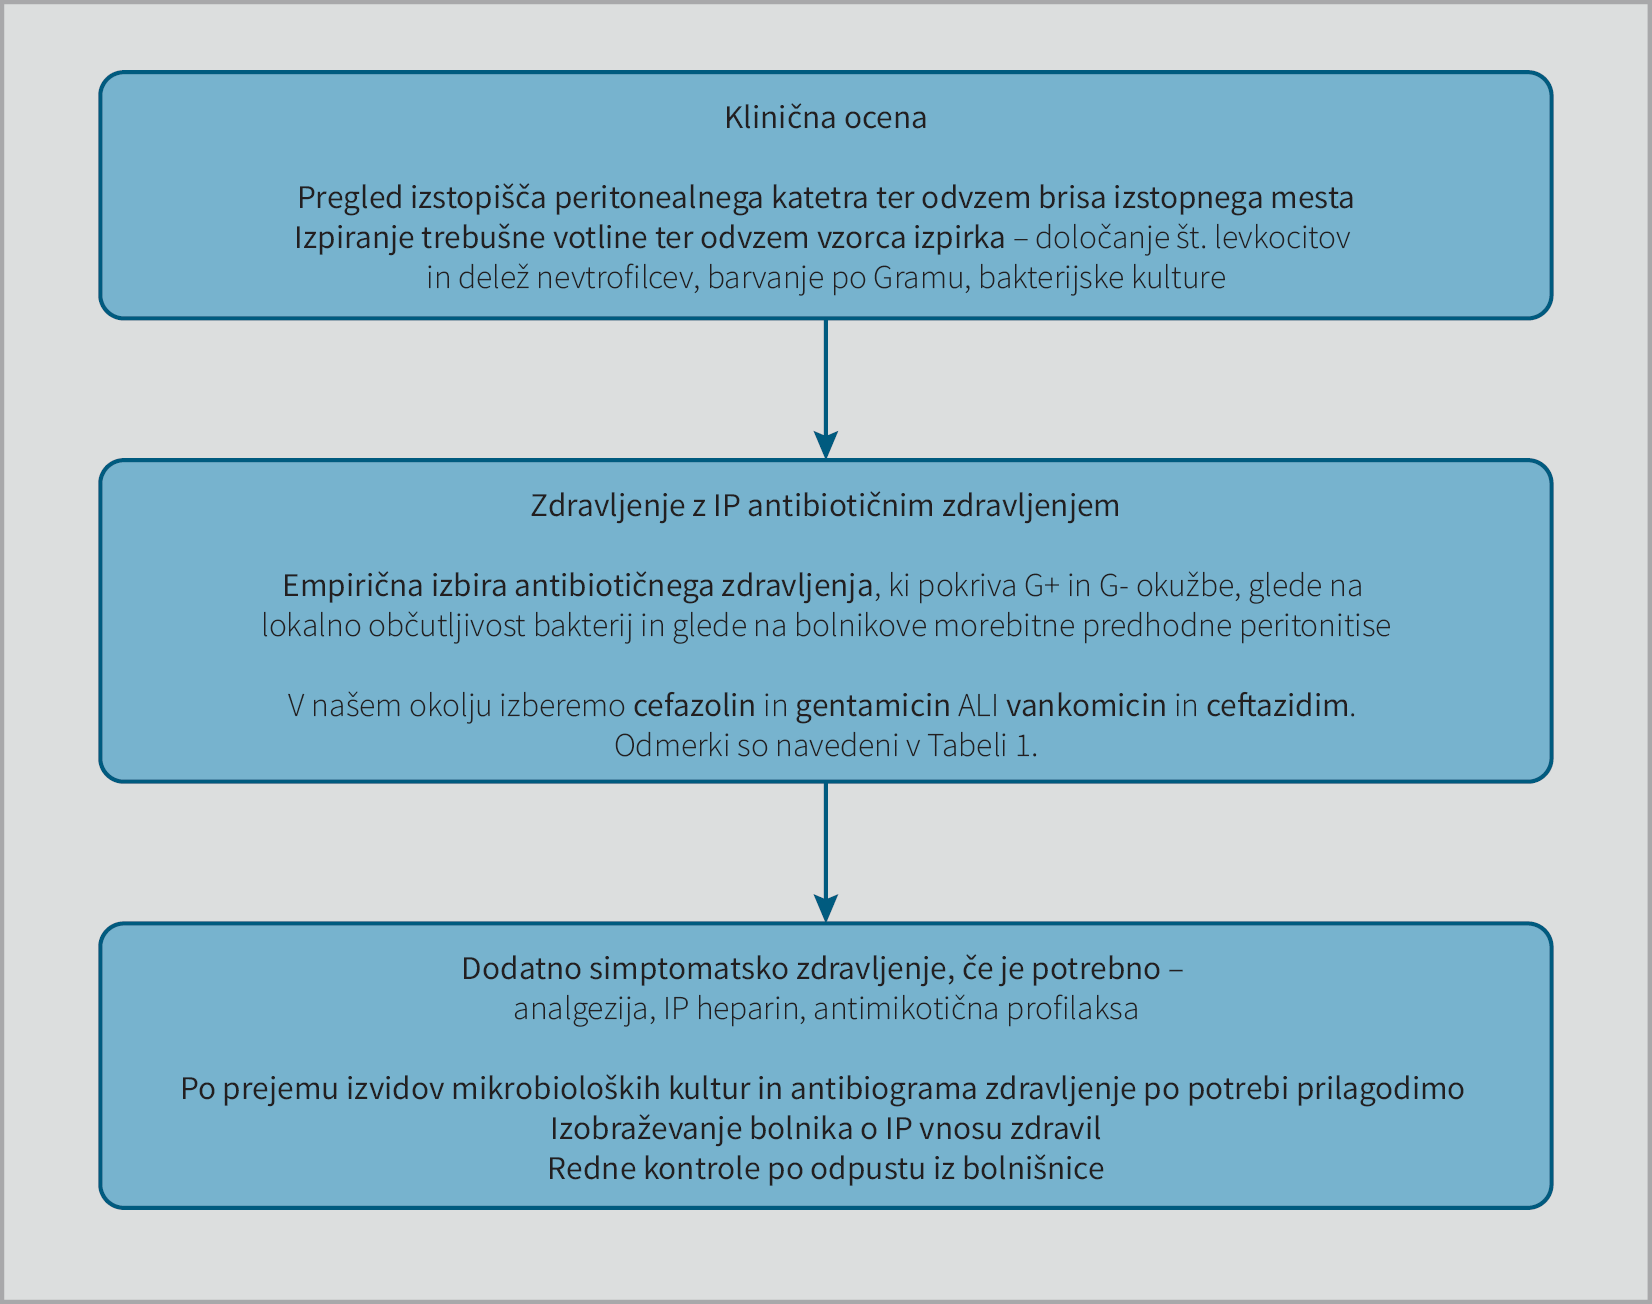 Klinična ocena
Pregled izstopišča peritonealnega katetra ter odvzem brisa izstopnega mesta
Izpiranje trebušne votline ter odvzem vzorca izpirka – določanje št. levkocitov
in delež nevtrofilcev, barvanje po Gramu, bakterijske kulture
Zdravljenje z IP antibiotičnim zdravljenjem
Empirična izbira antibiotičnega zdravljenja, ki pokriva G+ in G- okužbe, glede na
lokalno občutljivost bakterij in glede na bolnikove morebitne predhodne peritonitise
V našem okolju izberemo cefazolin in gentamicin ALI vankomicin in ceftazidim.
Odmerki so navedeni v Tabeli 1.
Dodatno simptomatsko zdravljenje, če je potrebno –
analgezija, IP heparin, antimikotična profilaksa
Po prejemu izvidov mikrobioloških kultur in antibiograma zdravljenje po potrebi prilagodimo
Izobraževanje bolnika o IP vnosu zdravil
Redne kontrole po odpustu iz bolnišnice